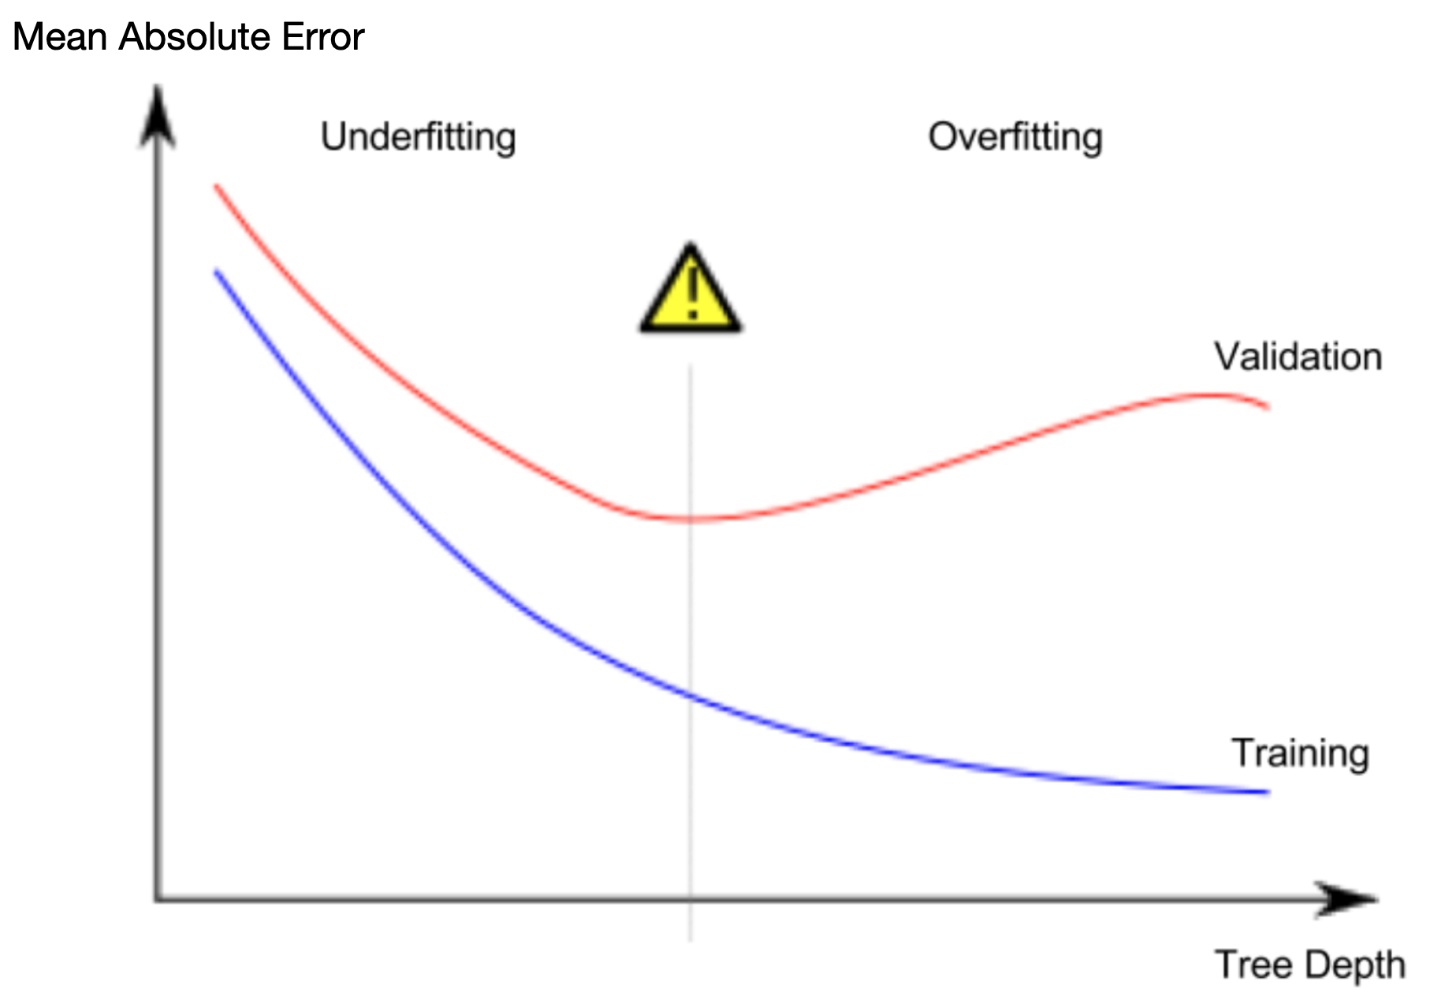 Mean Absolute Error
Underfitting
Overfitting
!
Validation
Training
Tree Depth